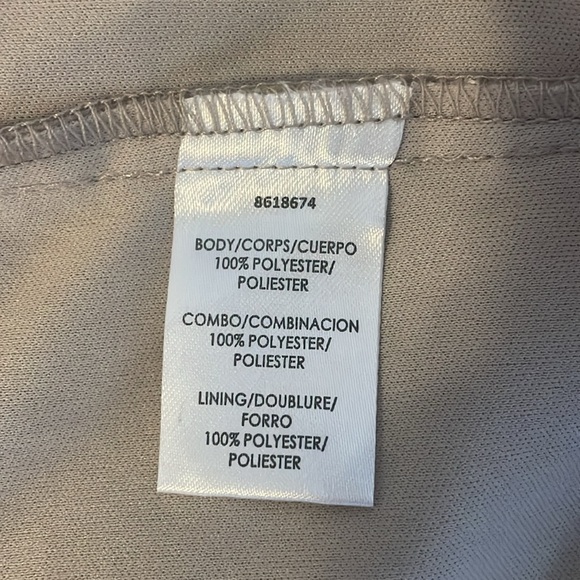 8618674
BODY/CORPS/CUERPO
100% POLYESTER/
POLIESTER
COMBO/COMBINACION
100% POLYESTER/
POLIESTER
LINING/DOUBLURE/
FORRO
100% POLYESTER/
POLIESTER